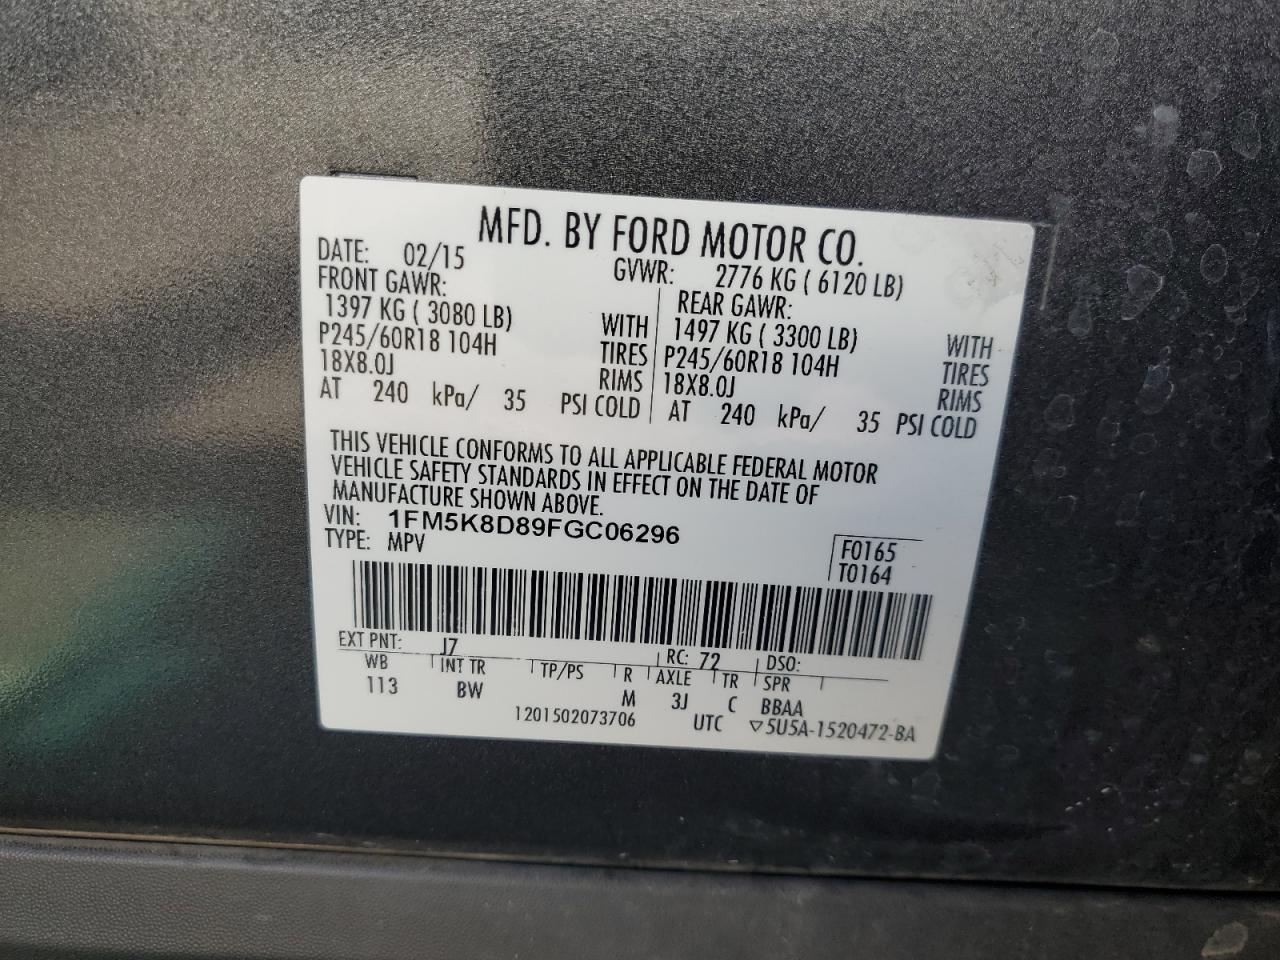 MFD. BY FORD MOTOR CO.
DATE: 02/15 GVWR: 2776 KG ( 6120 LB)
FRONT GAWR: REAR GAWR:
1397 KG ( 3080 LB) WITH 1497 KG ( 3300 LB) WITH
P245/60R18 104H TIRES P245/60R18 104H TIRES
18X8.0J RIMS 18X8.0J RIMS
AT 240 kPa/ 35 PSI COLD AT 240 kPa/ 35 PSI COLD
THIS VEHICLE CONFORMS TO ALL APPLICABLE FEDERAL MOTOR
VEHICLE SAFETY STANDARDS IN EFFECT ON THE DATE OF
MANUFACTURE SHOWN ABOVE.
VIN: 1FM5K8D89FGC06296
TYPE: MPV
F0165
T0164
EXT PNT: J7 RC: 72 DSO:
WB INT TR TP/PS R AXLE TR SPR
113 BW M 3J C BBAA
1201502073706 UTC ▽5U5A-1520472-BA